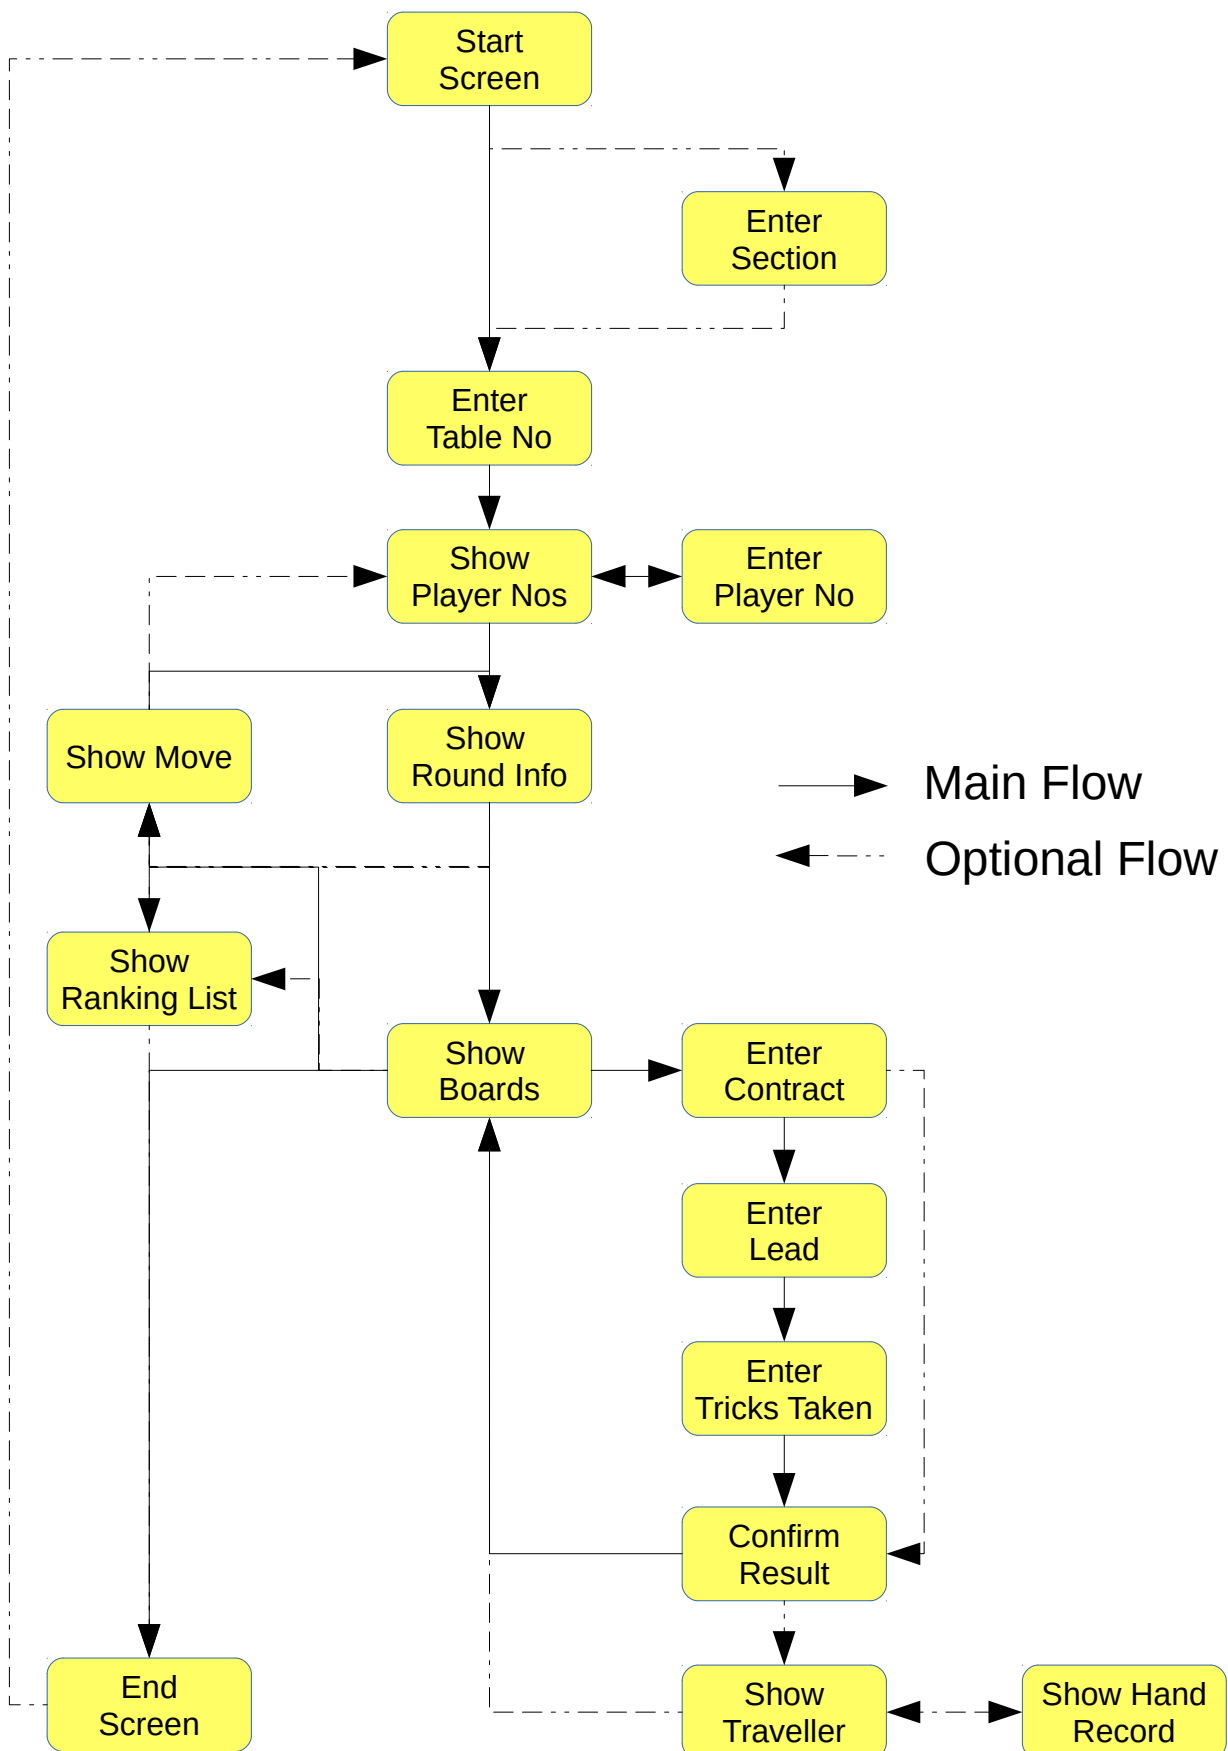 Start
Screen
Enter
Section
Enter
Table No
Show
Player Nos
Enter
Player No
Show Move
Show
Round Info
Main Flow
Optional Flow
Show
Ranking List
Show
Boards
Enter
Contract
Enter
Lead
Enter
Tricks Taken
Confirm
Result
End
Screen
Show
Traveller
Show Hand
Record